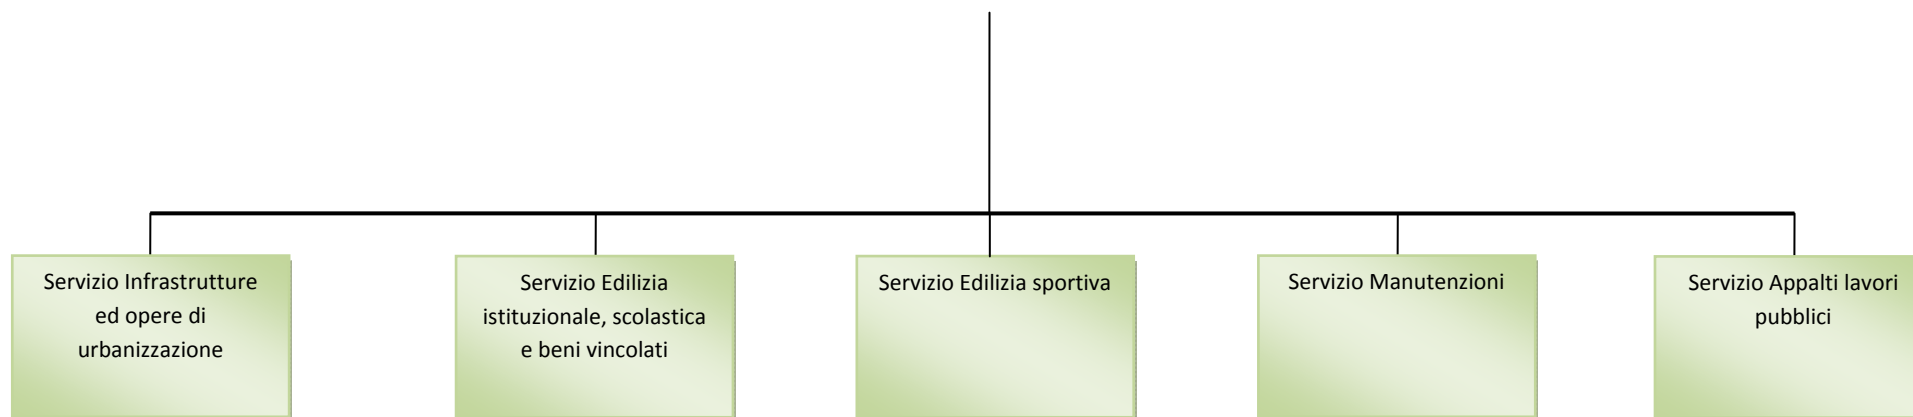 Servizio Infrastrutture
ed opere di
urbanizzazione
Servizio Edilizia
istituzionale, scolastica
e beni vincolati
Servizio Edilizia sportiva
Servizio Manutenzioni
Servizio Appalti lavori
pubblici